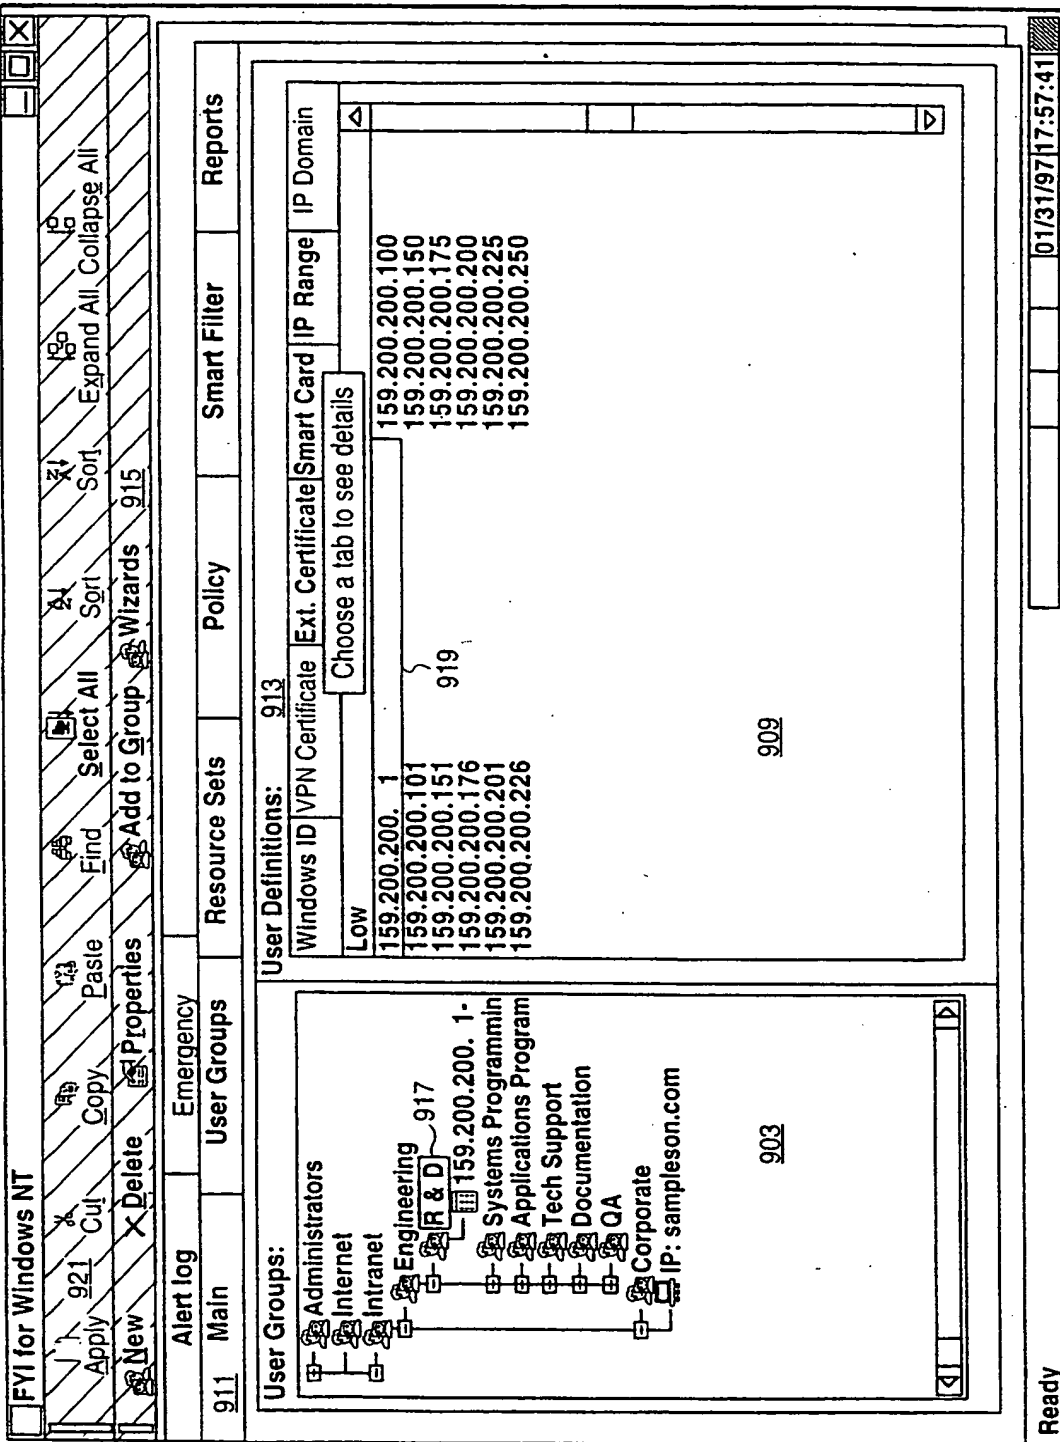 FYI for Windows NT
Apply 921 Cut Copy Paste Find Select All Sort Sort Expand All Collapse All
New Delete Properties Add to Group Wizards 915
Alert log Emergency
911 Main User Groups Resource Sets Policy Smart Filter Reports
User Groups:
Administrators
Internet
Intranet
Engineering
R & D 917
159.200.200. 1-
Systems Programmin
Applications Program
Tech Support
Documentation
QA
Corporate
IP: sampleson.com
903
User Definitions: 913
Windows ID VPN Certificate Ext. Certificate Smart Card IP Range IP Domain
Choose a tab to see details
Low
159.200.200. 1 159.200.200.100
159.200.200.101 159.200.200.150
159.200.200.151 159.200.200.175
159.200.200.176 159.200.200.200
159.200.200.201 159.200.200.225
159.200.200.226 159.200.200.250
919
909
Ready 01/31/97 17:57:41